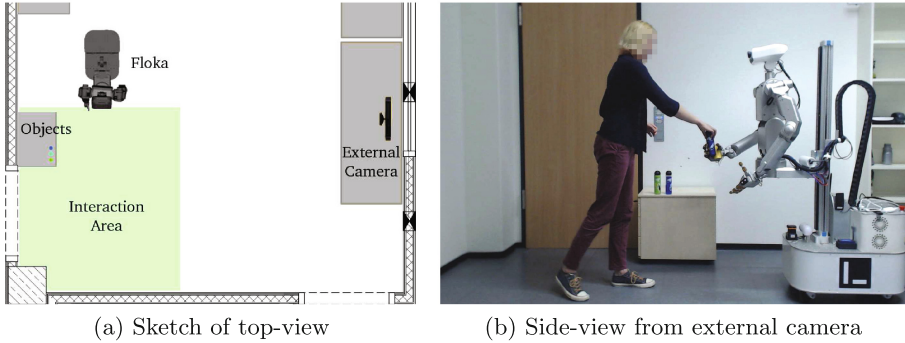 Floka
Objects
External
Camera
Interaction
Area
(a) Sketch of top-view
(b) Side-view from external camera